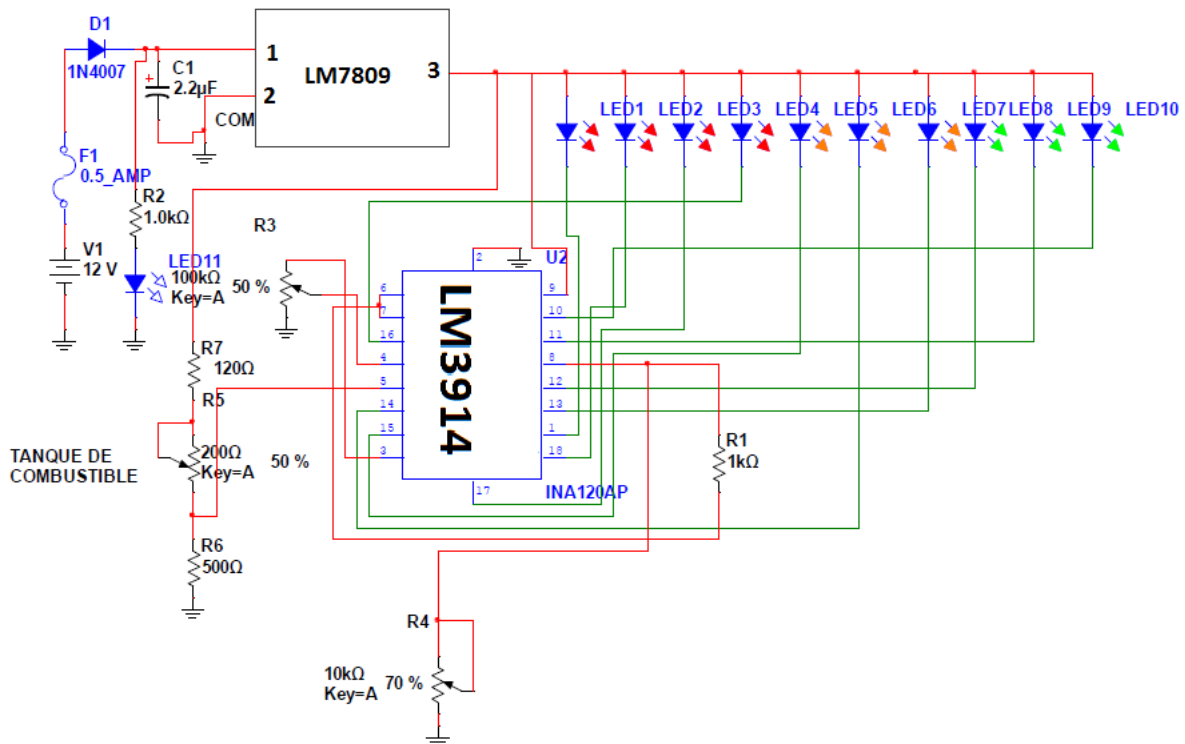 D1
1N4007
C1
2.2µF
1
2
3
LM7809
COM
LED1 LED2 LED3 LED4 LED5 LED6 LED7 LED8 LED9 LED10
F1
0.5_AMP
R2
1.0kΩ
V1
12 V
LED11
R3
100kΩ
Key=A
50 %
U2
LM3914
INA120AP
2
6
7
16
4
5
14
15
3
9
10
11
8
12
13
1
18
17
R7
120Ω
R5
200Ω
Key=A
50 %
TANQUE DE
COMBUSTIBLE
R6
500Ω
R1
1kΩ
R4
10kΩ
Key=A
70 %